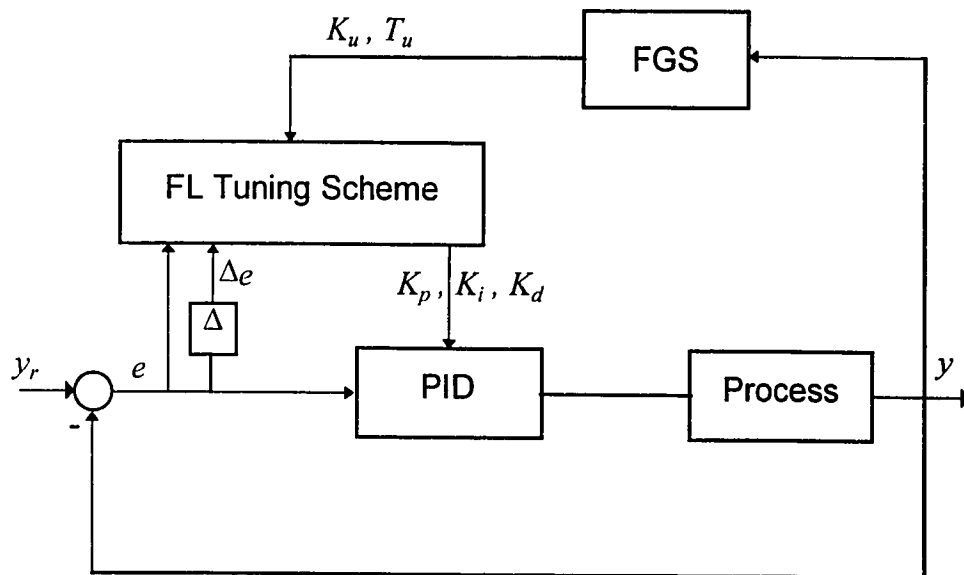 K_u , T_u
FGS
FL Tuning Scheme
Δe
K_p , K_i , K_d
Δ
y_r
e
PID
Process
y
-